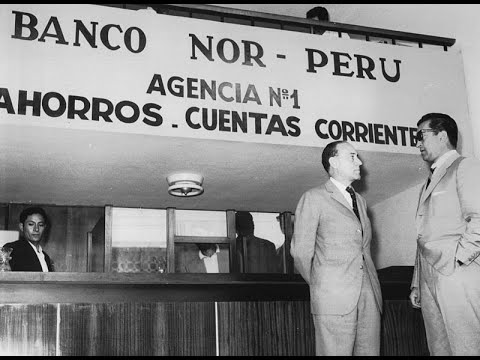 BANCO NOR - PERU
AGENCIA Nº1
AHORROS - CUENTAS CORRIENTE